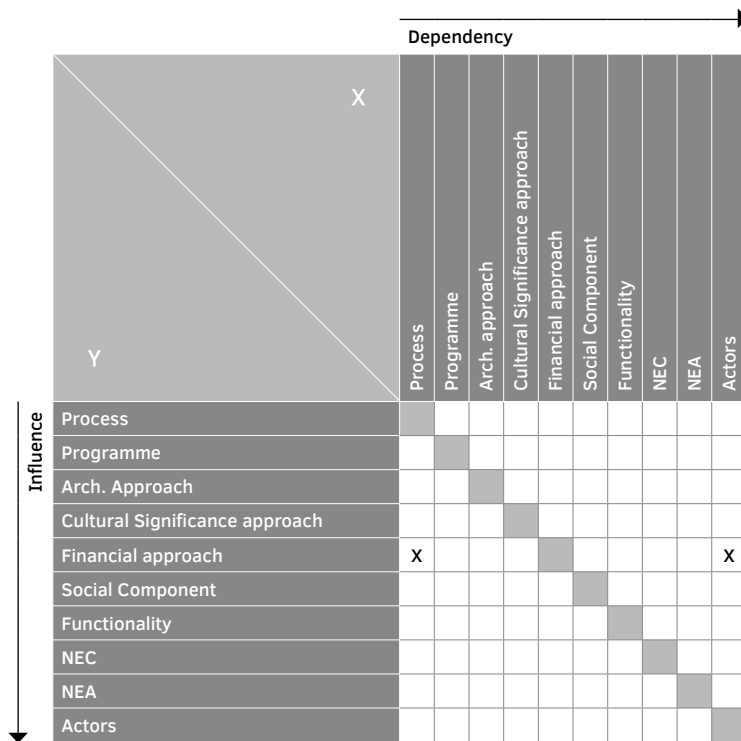 Dependency
X
Y
Process
Programme
Arch. approach
Cultural Significance approach
Financial approach
Social Component
Functionality
NEC
NEA
Actors
Influence
Process
Programme
Arch. Approach
Cultural Significance approach
Financial approach X X
Social Component
Functionality
NEC
NEA
Actors